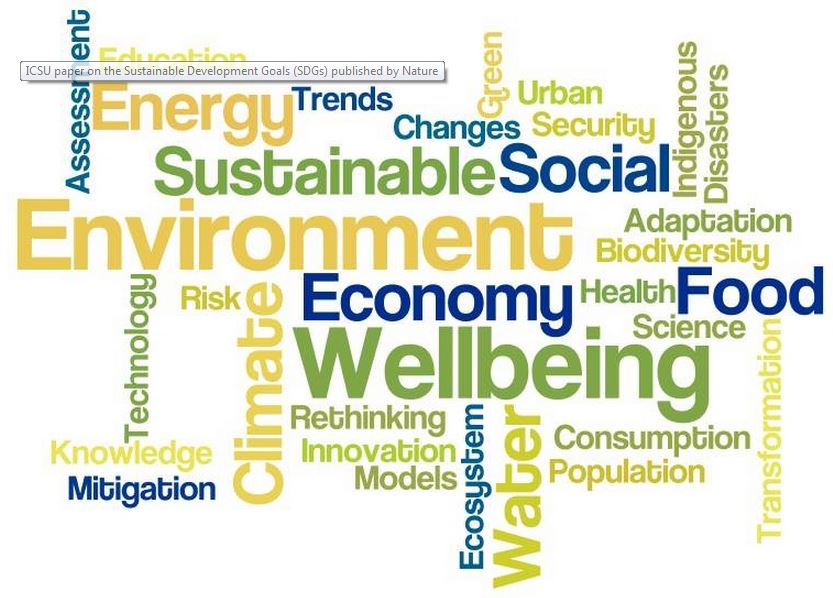 Assessment
Education
ICSU paper on the Sustainable Development Goals (SDGs) published by Nature
Energy
Trends
Green
Urban
Changes
Security
Indigenous
Disasters
Sustainable
Social
Environment
Adaptation
Biodiversity
Technology
Risk
Climate
Economy
Health
Food
Science
Wellbeing
Transformation
Rethinking
Knowledge
Innovation
Ecosystem
Water
Consumption
Mitigation
Models
Population